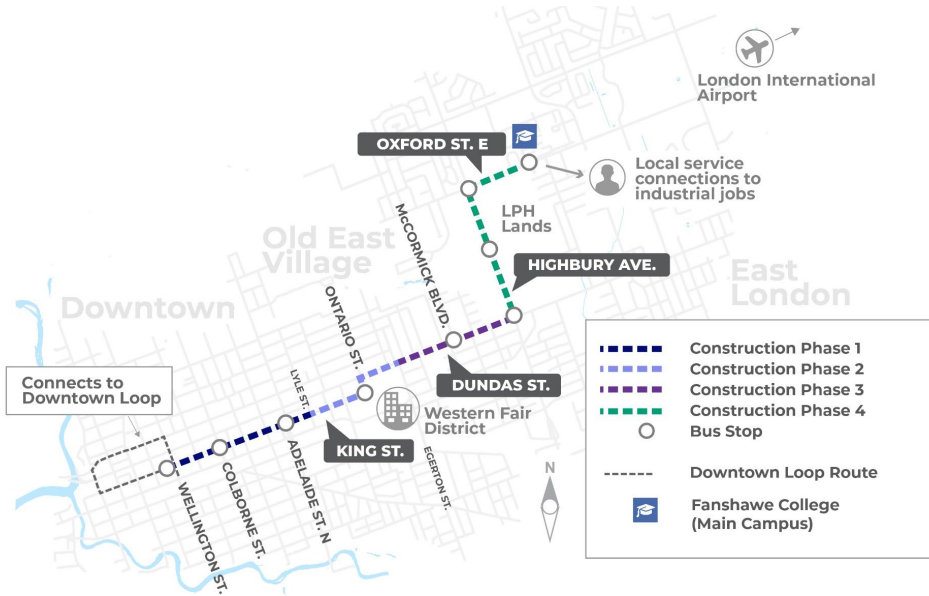 London International
Airport
OXFORD ST. E
Local service
connections to
industrial jobs
McCORMICK BLVD.
LPH
Lands
Old East
Village
HIGHBURY AVE.
East
London
Downtown
ONTARIO ST.
Connects to
Downtown Loop
LYLE ST.
DUNDAS ST.
Western Fair
District
KING ST.
EGERTON ST.
ADELAIDE ST. N
COLBORNE ST.
WELLINGTON ST.
N
Construction Phase 1
Construction Phase 2
Construction Phase 3
Construction Phase 4
Bus Stop
Downtown Loop Route
Fanshawe College
(Main Campus)